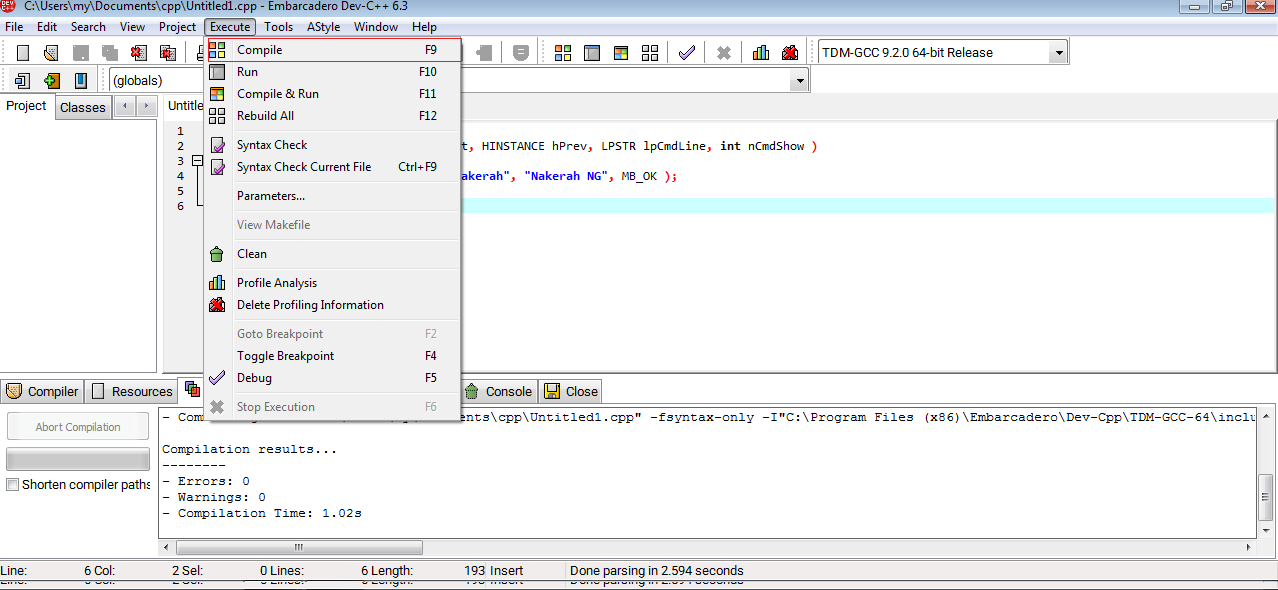 C:\Users\my\Documents\cpp\Untitled1.cpp - Embarcadero Dev-C++ 6.3
File Edit Search View Project Execute Tools AStyle Window Help
TDM-GCC 9.2.0 64-bit Release
(globals)
Project Classes
Compile F9
Run F10
Compile & Run F11
Rebuild All F12
Syntax Check
Syntax Check Current File Ctrl+F9
Parameters...
View Makefile
Clean
Profile Analysis
Delete Profiling Information
Goto Breakpoint F2
Toggle Breakpoint F4
Debug F5
Stop Execution F6
1
2 HINSTANCE hPrev, LPSTR lpCmdLine, int nCmdShow )
3
4 akerah", "Nakerah NG", MB_OK );
5
6
Compiler Resources Console Close
Abort Compilation
Shorten compiler paths
\cpp\Untitled1.cpp" -fsyntax-only -I"C:\Program Files (x86)\Embarcadero\Dev-Cpp\TDM-GCC-64\inclu
Compilation results...
--------
- Errors: 0
- Warnings: 0
- Compilation Time: 1.02s
Line: 6 Col: 2 Sel: 0 Lines: 6 Length: 193 Insert Done parsing in 2.594 seconds